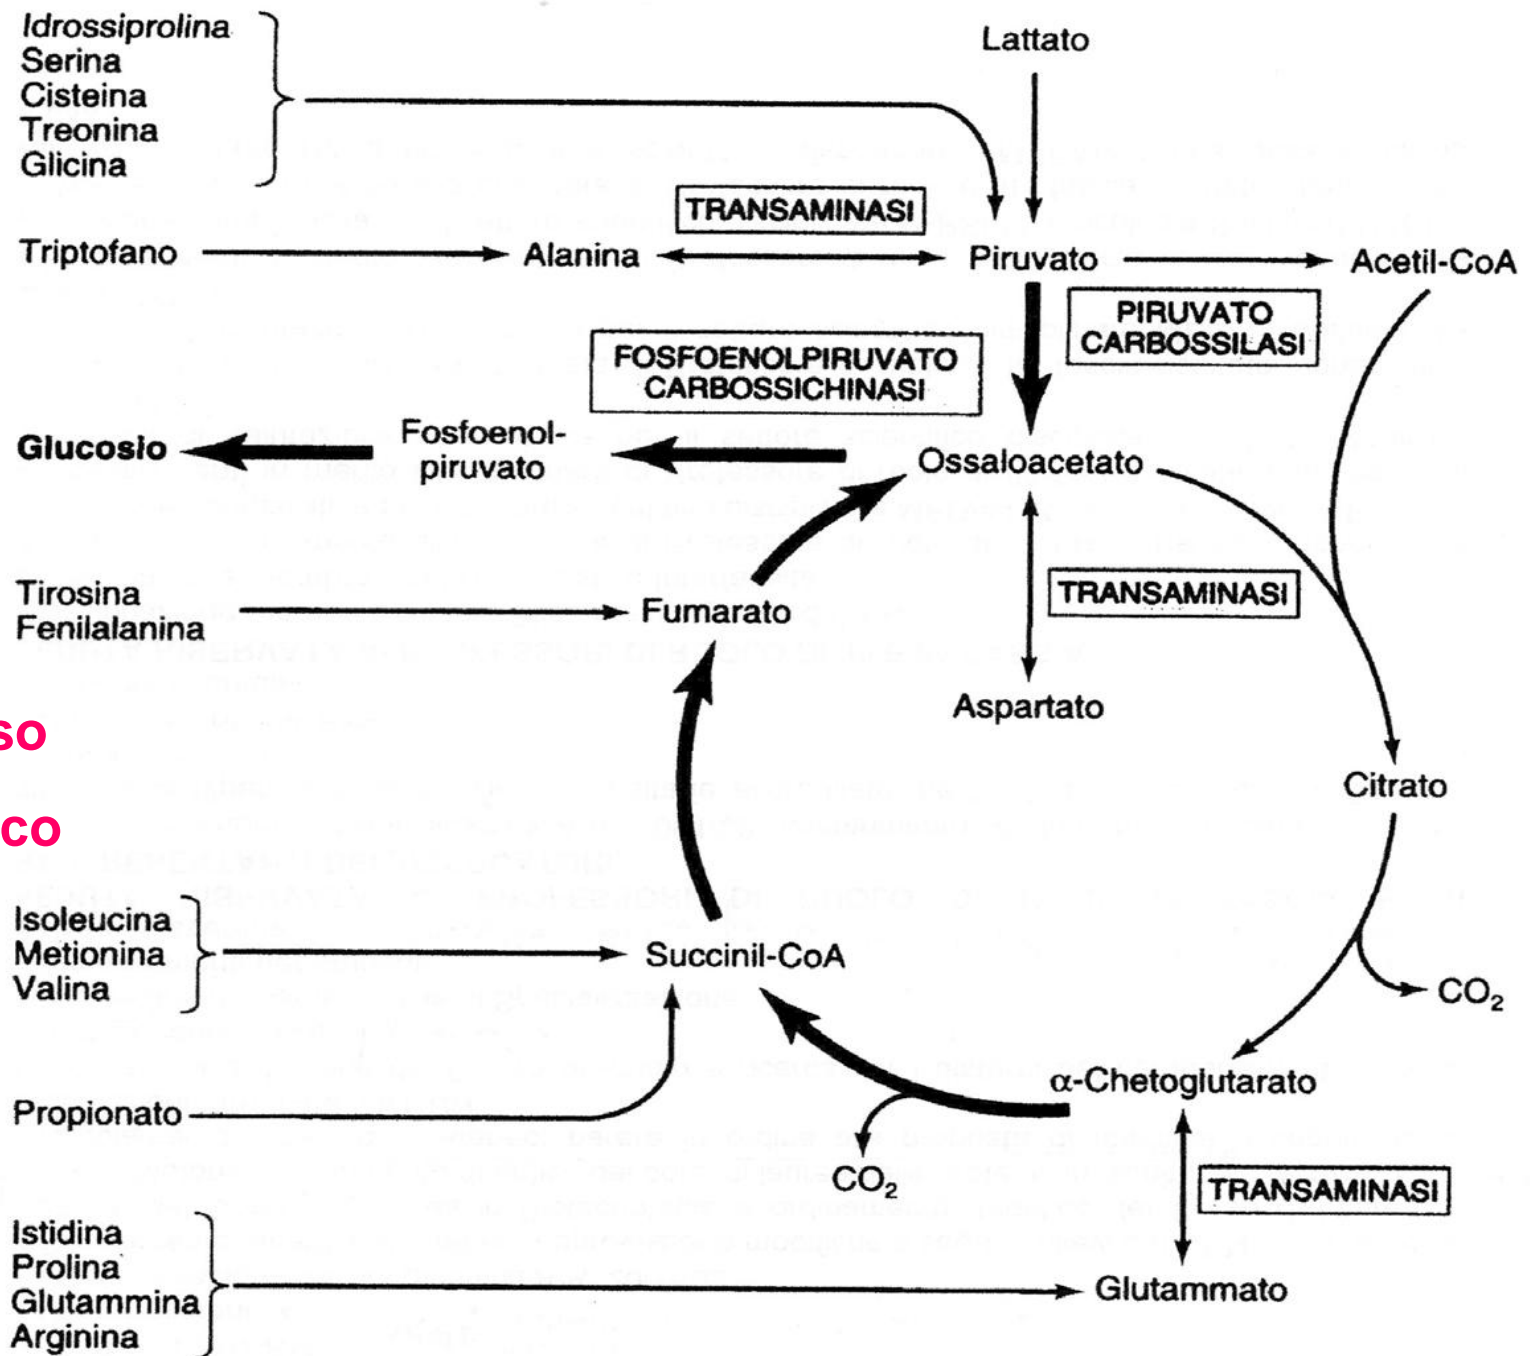 Idrossiprolina
Serina
Cisteina
Treonina
Glicina
Lattato
TRANSAMINASI
Triptofano
Alanina
Piruvato
Acetil-CoA
PIRUVATO
CARBOSSILASI
FOSFOENOLPIRUVATO
CARBOSSICHINASI
Glucosio
Fosfoenol-
piruvato
Ossaloacetato
Tirosina
Fenilalanina
Fumarato
TRANSAMINASI
Aspartato
so
co
Citrato
Isoleucina
Metionina
Valina
Succinil-CoA
CO₂
α-Chetoglutarato
Propionato
CO₂
TRANSAMINASI
Istidina
Prolina
Glutammina
Arginina
Glutammato